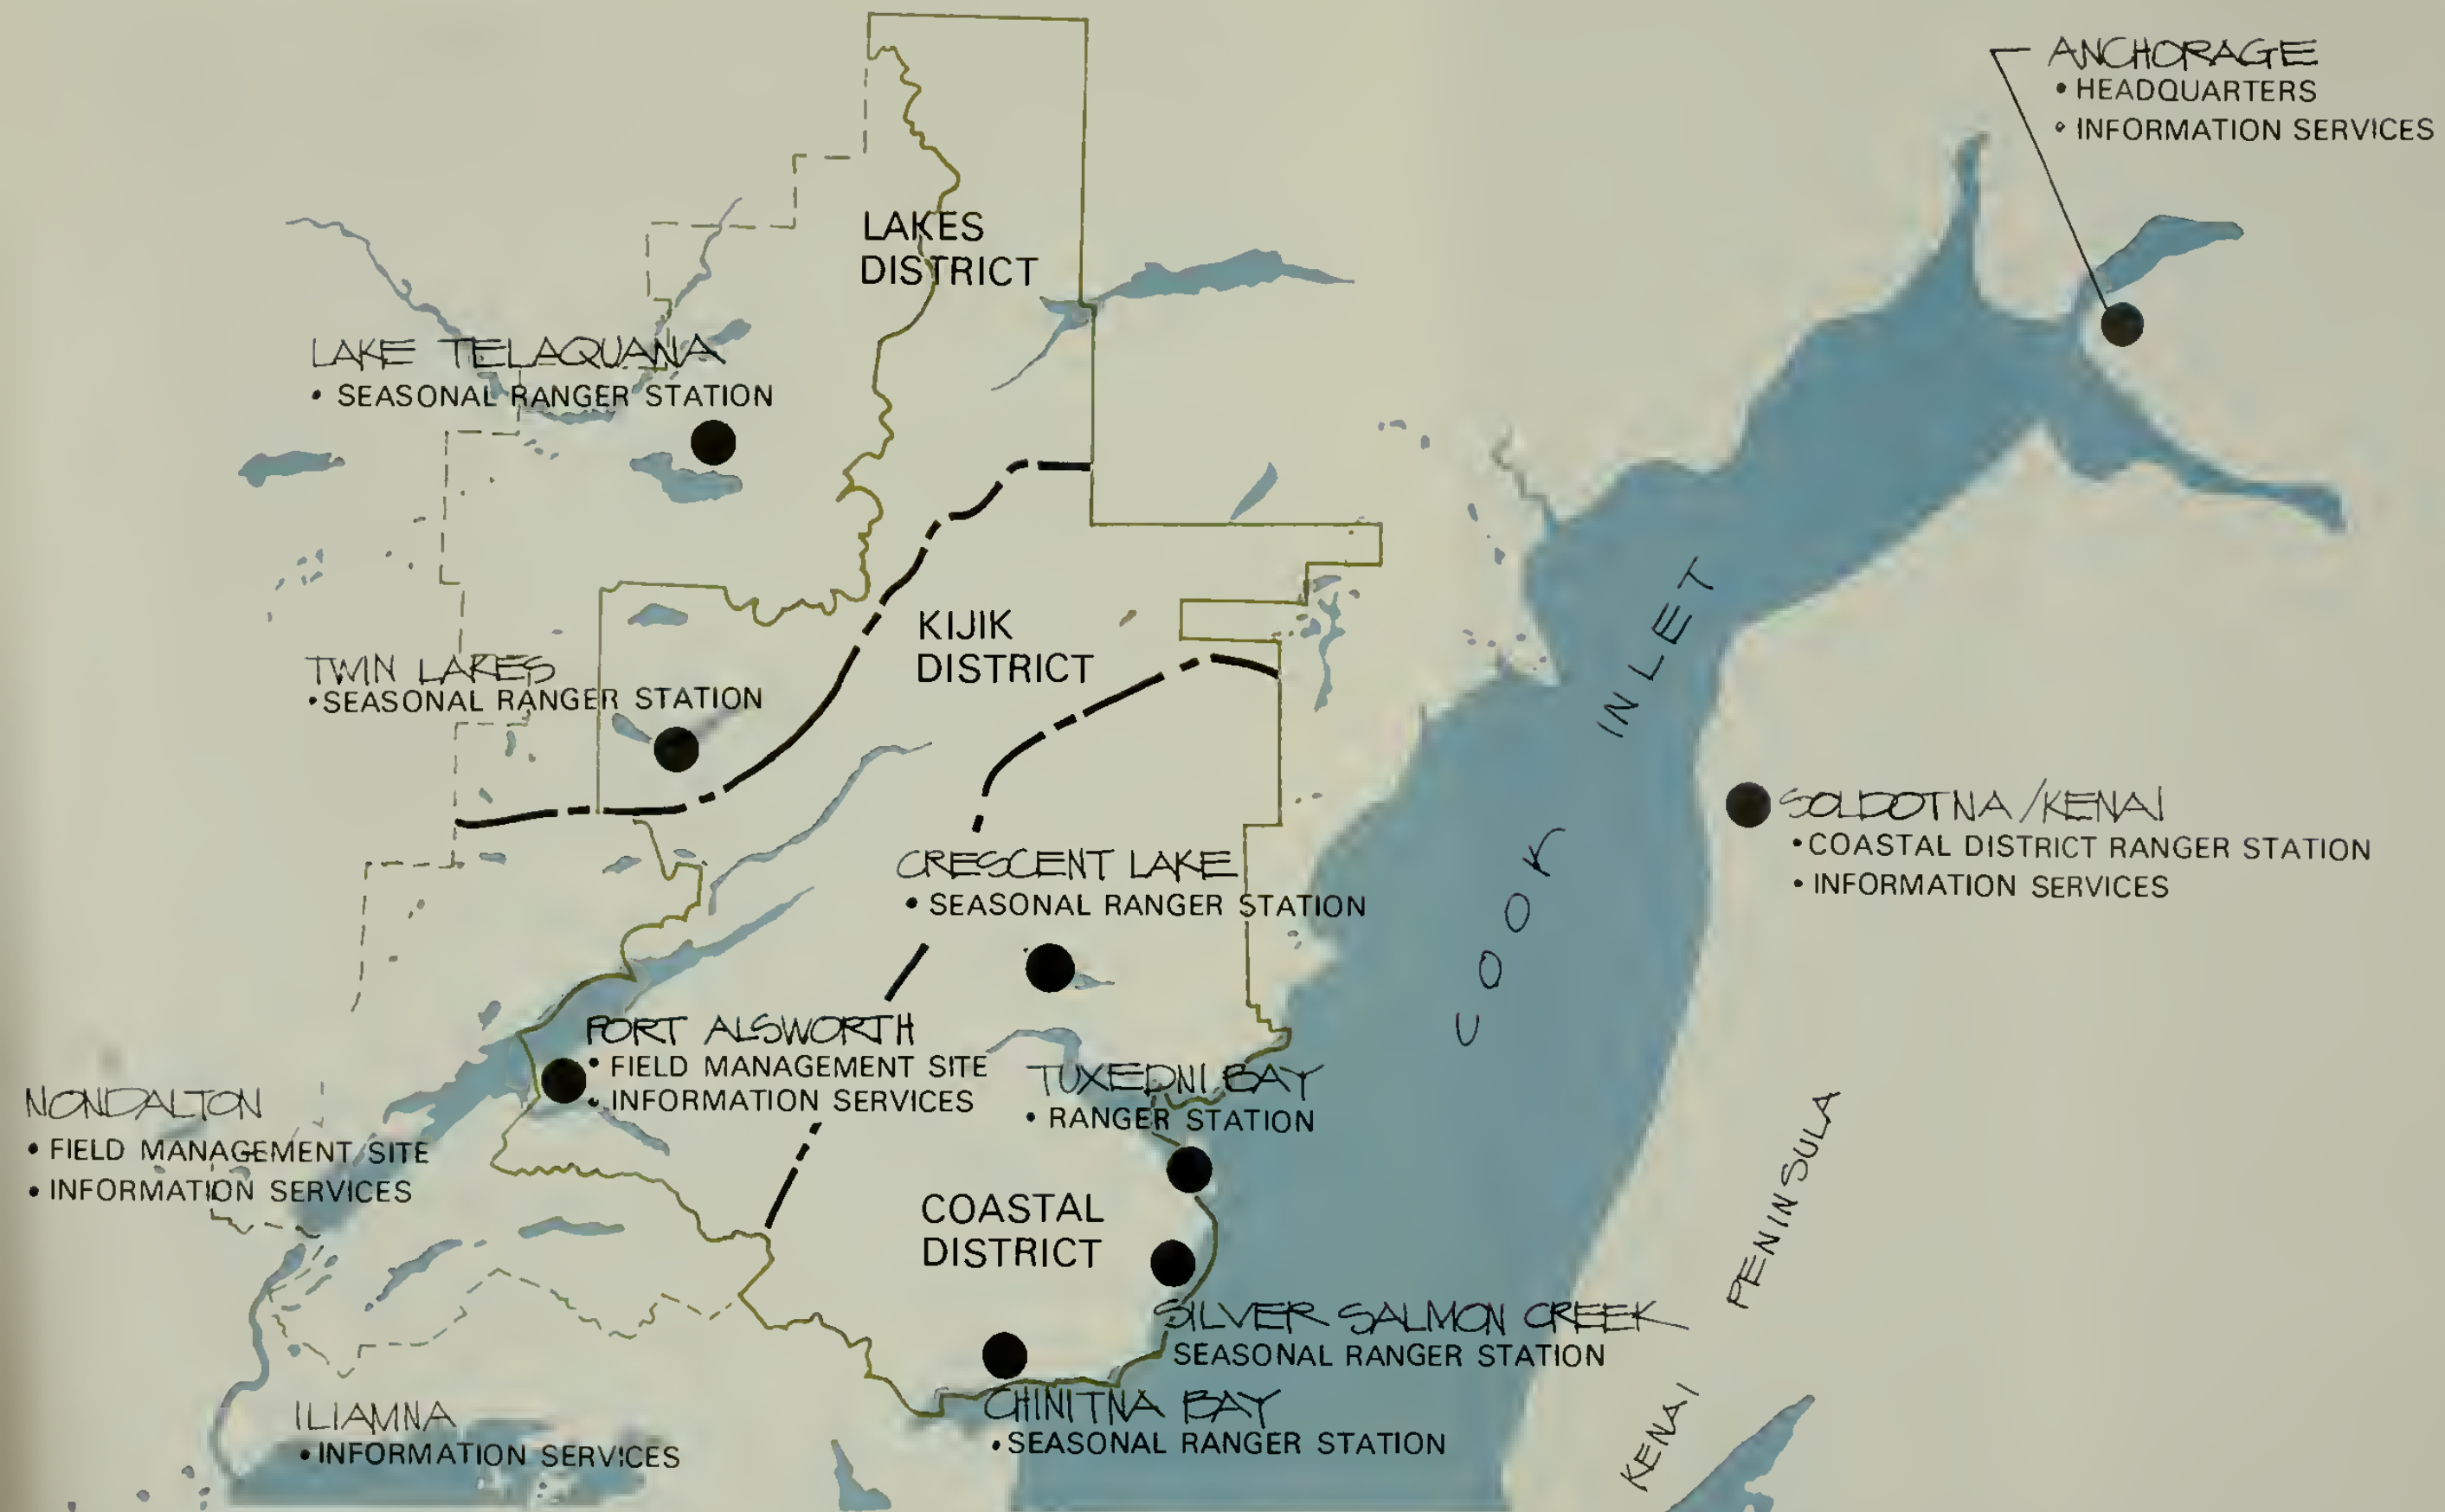 ANCHORAGE
• HEADQUARTERS
• INFORMATION SERVICES
LAKES
DISTRICT
LAKE TELAQUANA
• SEASONAL RANGER STATION
KIJIK
DISTRICT
TWIN LAKES
• SEASONAL RANGER STATION
COOK INLET
SOLDOTNA/KENAI
• COASTAL DISTRICT RANGER STATION
• INFORMATION SERVICES
CRESCENT LAKE
• SEASONAL RANGER STATION
PORT ALSWORTH
• FIELD MANAGEMENT SITE
• INFORMATION SERVICES
TUXEDNI BAY
• RANGER STATION
NONDALTON
• FIELD MANAGEMENT SITE
• INFORMATION SERVICES
COASTAL
DISTRICT
KENAI PENINSULA
SILVER SALMON CREEK
SEASONAL RANGER STATION
CHINITNA BAY
• SEASONAL RANGER STATION
ILIAMNA
• INFORMATION SERVICES